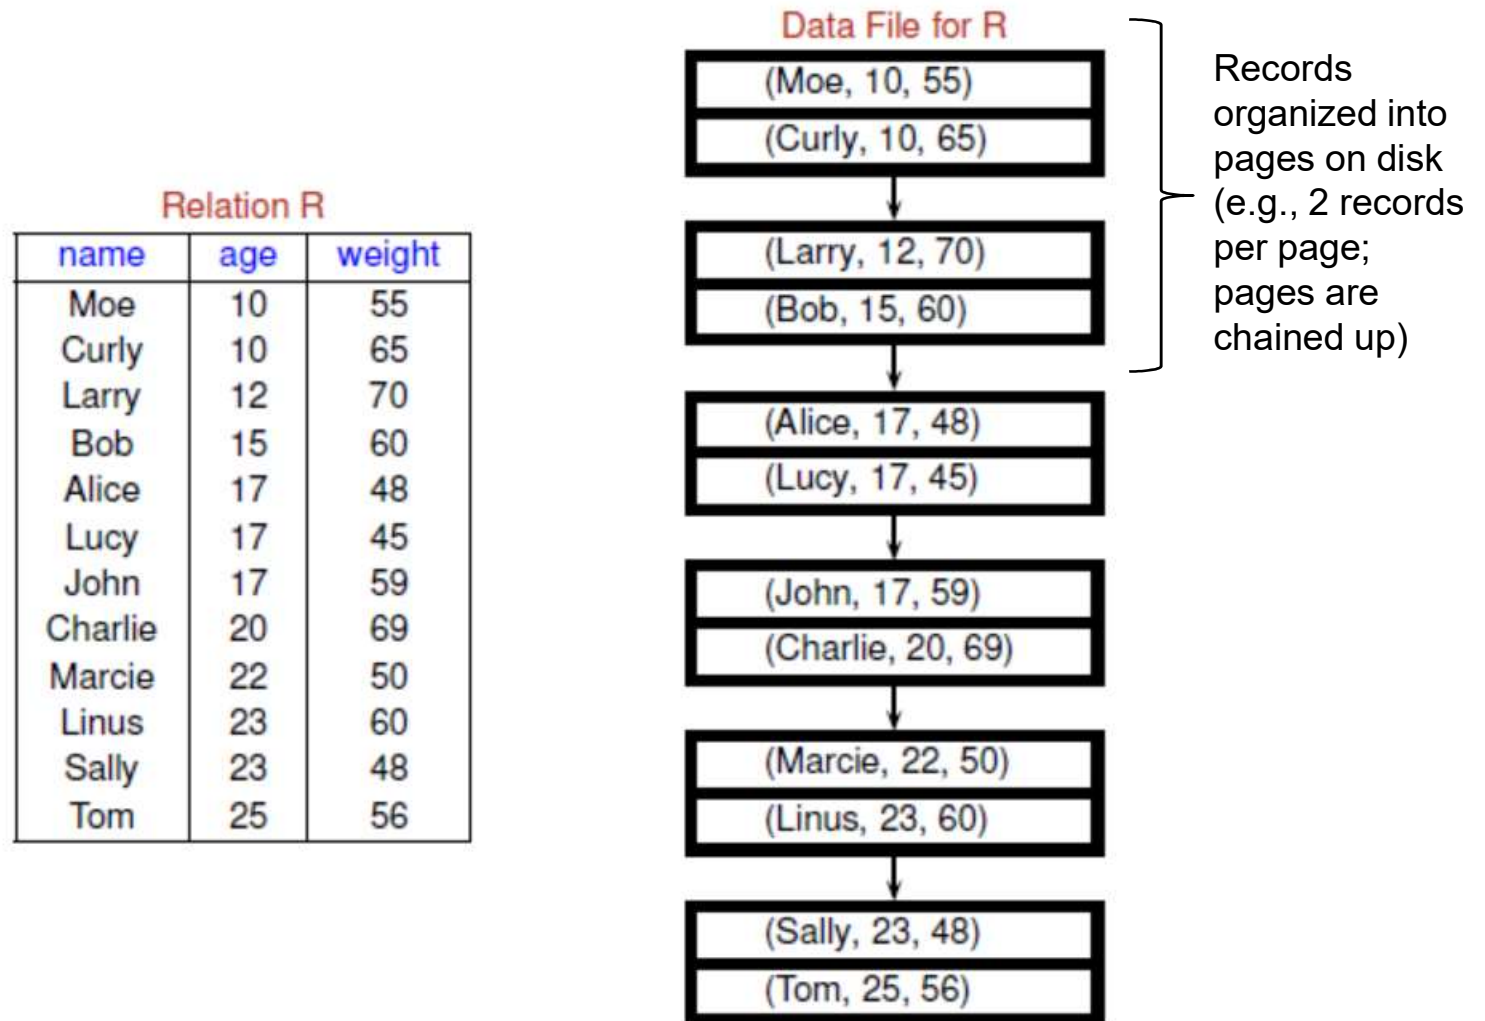 Relation R
name age weight
Moe 10 55
Curly 10 65
Larry 12 70
Bob 15 60
Alice 17 48
Lucy 17 45
John 17 59
Charlie 20 69
Marcie 22 50
Linus 23 60
Sally 23 48
Tom 25 56
Data File for R
(Moe, 10, 55)
(Curly, 10, 65)
(Larry, 12, 70)
(Bob, 15, 60)
(Alice, 17, 48)
(Lucy, 17, 45)
(John, 17, 59)
(Charlie, 20, 69)
(Marcie, 22, 50)
(Linus, 23, 60)
(Sally, 23, 48)
(Tom, 25, 56)
Records
organized into
pages on disk
(e.g., 2 records
per page;
pages are
chained up)